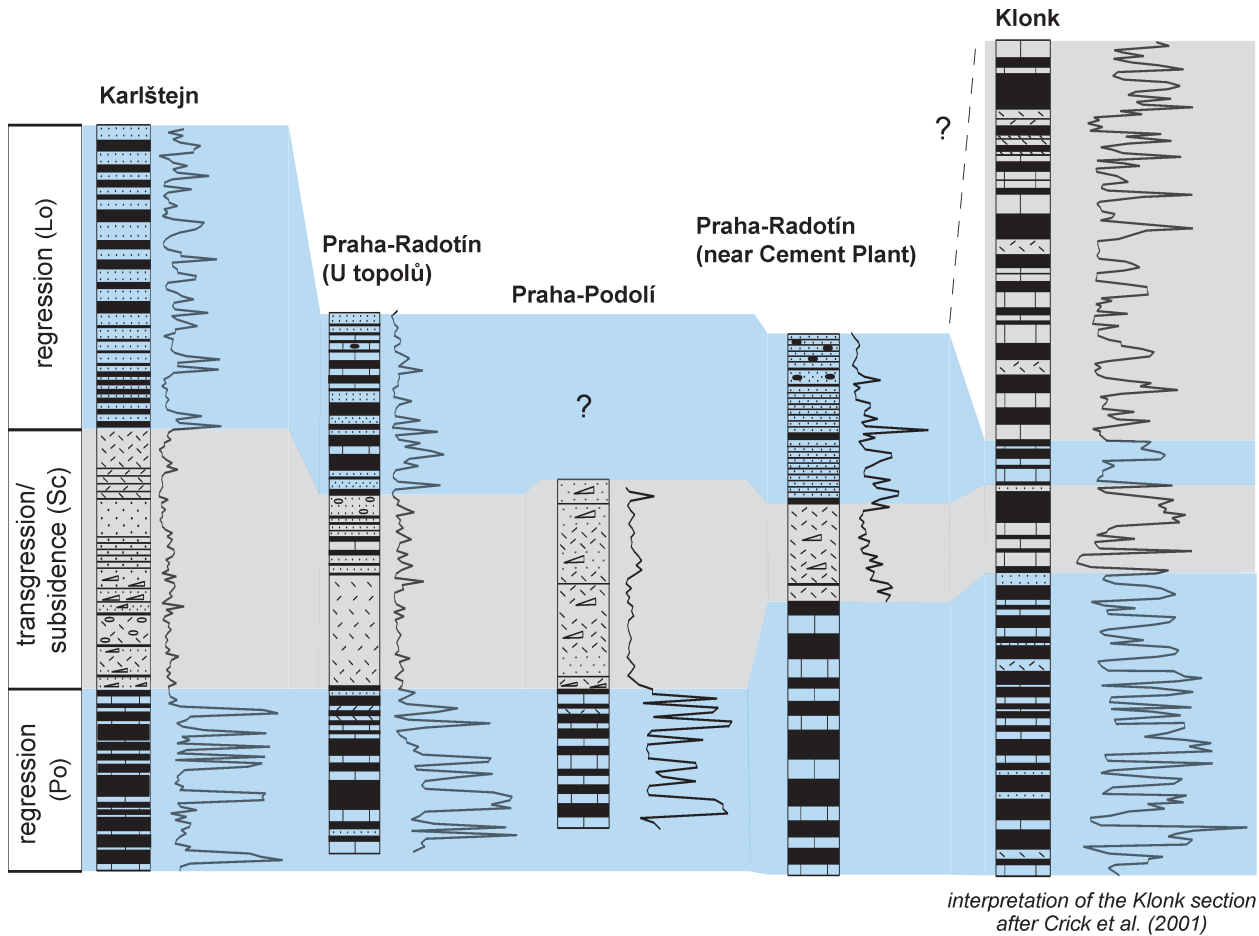 Klonk
Karlštejn
?
Praha-Radotín
(near Cement Plant)
Praha-Radotín
(U topolů)
Praha-Podolí
?
regression (Lo)
transgression/
subsidence (Sc)
regression
(Po)
interpretation of the Klonk section
after Crick et al. (2001)